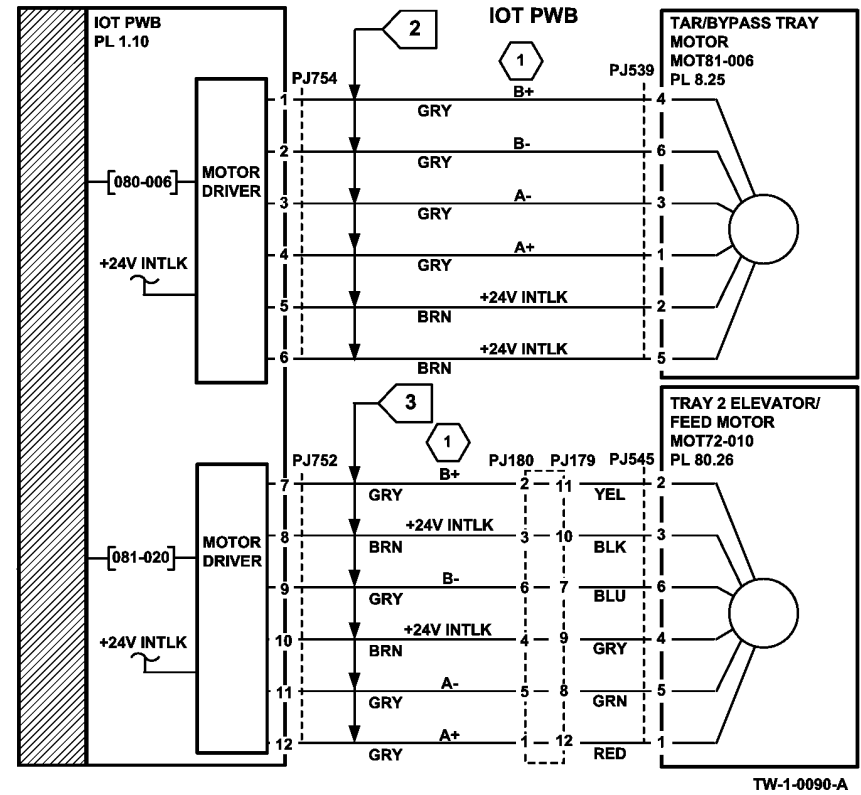 IOT PWB
IOT PWB
PL 1.10
2
1
TAR/BYPASS TRAY
MOTOR
MOT81-006
PL 8.25
PJ754
PJ539
1
B+
GRY
4
2
B-
GRY
6
[080-006]
MOTOR
DRIVER
3
A-
GRY
3
4
A+
GRY
1
+24V INTLK
5
+24V INTLK
BRN
2
6
+24V INTLK
BRN
5
3
1
TRAY 2 ELEVATOR/
FEED MOTOR
MOT72-010
PL 80.26
PJ752
PJ180
PJ179
PJ545
7
B+
GRY
2
11
YEL
2
8
+24V INTLK
BRN
3
10
BLK
3
[081-020]
MOTOR
DRIVER
9
B-
GRY
6
7
BLU
6
+24V INTLK
10
+24V INTLK
BRN
4
9
GRY
4
11
A-
GRY
5
8
GRN
5
12
A+
GRY
1
12
RED
1
TW-1-0090-A